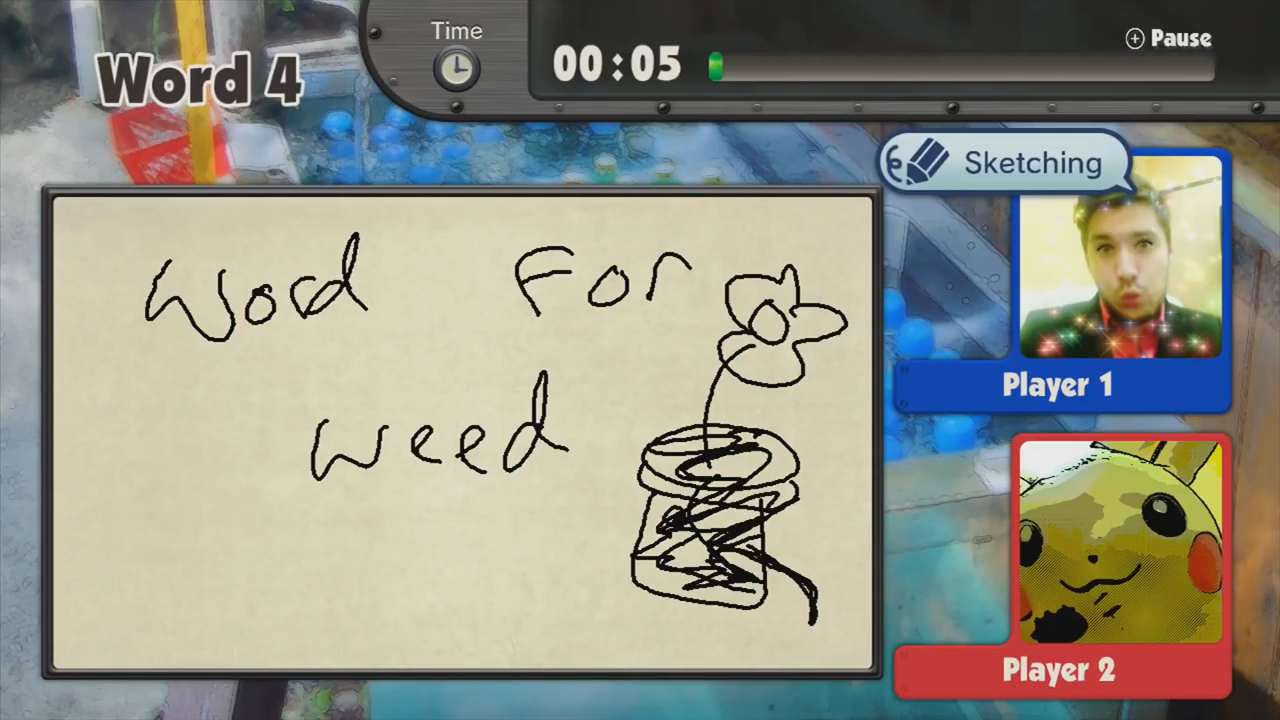 Time
Word 4
00:05
Pause
Sketching
Word For
weed
Player 1
Player 2